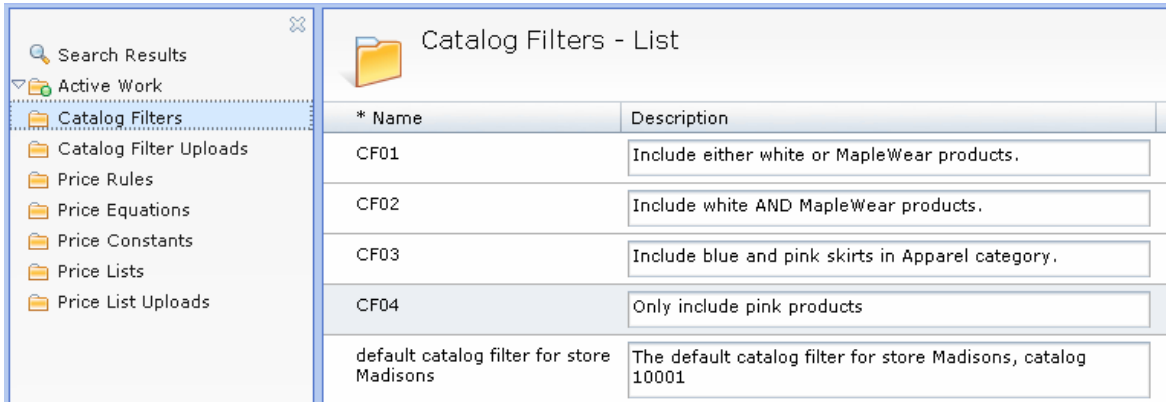 Search Results
Active Work
Catalog Filters
Catalog Filter Uploads
Price Rules
Price Equations
Price Constants
Price Lists
Price List Uploads
Catalog Filters - List
* Name Description
CF01 Include either white or MapleWear products.
CF02 Include white AND MapleWear products.
CF03 Include blue and pink skirts in Apparel category.
CF04 Only include pink products
default catalog filter for store The default catalog filter for store Madisons, catalog
Madisons 10001